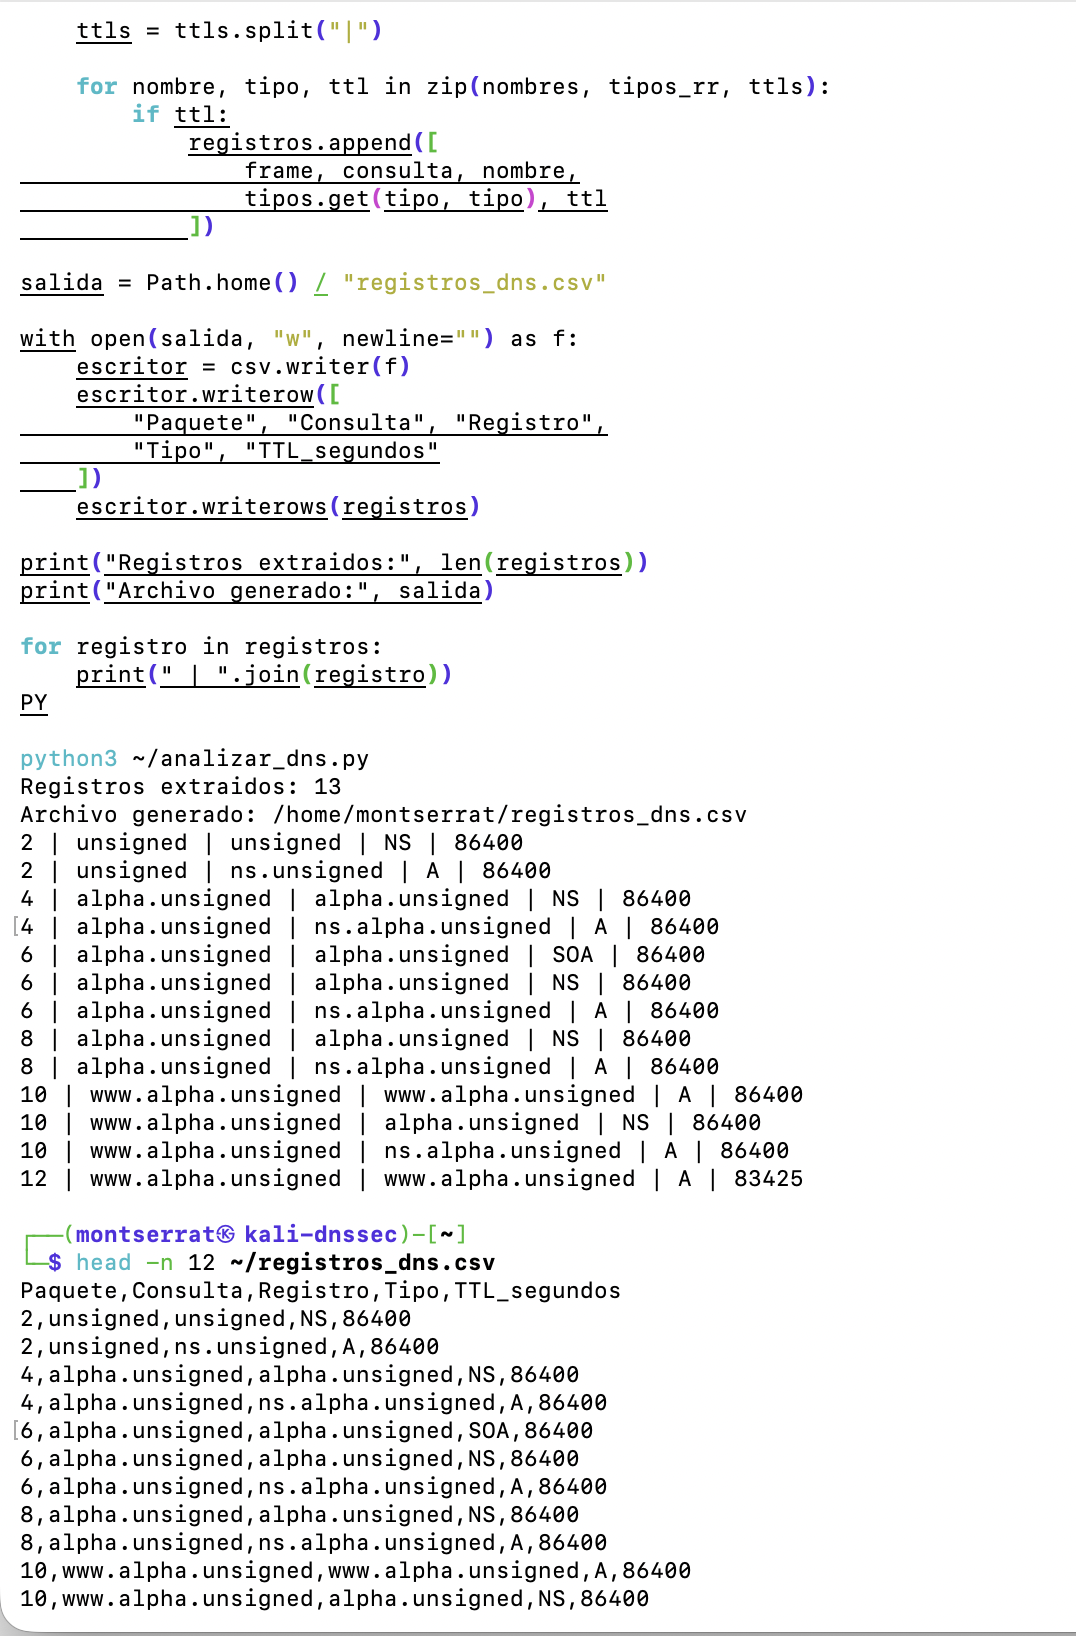 ttls = ttls.split("|")
for nombre, tipo, ttl in zip(nombres, tipos_rr, ttls):
if ttl:
registros.append([
frame, consulta, nombre,
tipos.get(tipo, tipo), ttl
])
salida = Path.home() / "registros_dns.csv"
with open(salida, "w", newline="") as f:
escritor = csv.writer(f)
escritor.writerow([
"Paquete", "Consulta", "Registro",
"Tipo", "TTL_segundos"
])
escritor.writerows(registros)
print("Registros extraidos:", len(registros))
print("Archivo generado:", salida)
for registro in registros:
print(" | ".join(registro))
PY
python3 ~/analizar_dns.py
Registros extraidos: 13
Archivo generado: /home/montserrat/registros_dns.csv
2 | unsigned | unsigned | NS | 86400
2 | unsigned | ns.unsigned | A | 86400
4 | alpha.unsigned | alpha.unsigned | NS | 86400
[4 | alpha.unsigned | ns.alpha.unsigned | A | 86400
6 | alpha.unsigned | alpha.unsigned | SOA | 86400
6 | alpha.unsigned | alpha.unsigned | NS | 86400
6 | alpha.unsigned | ns.alpha.unsigned | A | 86400
8 | alpha.unsigned | alpha.unsigned | NS | 86400
8 | alpha.unsigned | ns.alpha.unsigned | A | 86400
10 | www.alpha.unsigned | www.alpha.unsigned | A | 86400
10 | www.alpha.unsigned | alpha.unsigned | NS | 86400
10 | www.alpha.unsigned | ns.alpha.unsigned | A | 86400
12 | www.alpha.unsigned | www.alpha.unsigned | A | 83425
┌──(montserrat㉿ kali-dnssec)-[~]
└─$ head -n 12 ~/registros_dns.csv
Paquete,Consulta,Registro,Tipo,TTL_segundos
2,unsigned,unsigned,NS,86400
2,unsigned,ns.unsigned,A,86400
4,alpha.unsigned,alpha.unsigned,NS,86400
4,alpha.unsigned,ns.alpha.unsigned,A,86400
[6,alpha.unsigned,alpha.unsigned,SOA,86400
6,alpha.unsigned,alpha.unsigned,NS,86400
6,alpha.unsigned,ns.alpha.unsigned,A,86400
8,alpha.unsigned,alpha.unsigned,NS,86400
8,alpha.unsigned,ns.alpha.unsigned,A,86400
10,www.alpha.unsigned,www.alpha.unsigned,A,86400
10,www.alpha.unsigned,alpha.unsigned,NS,86400